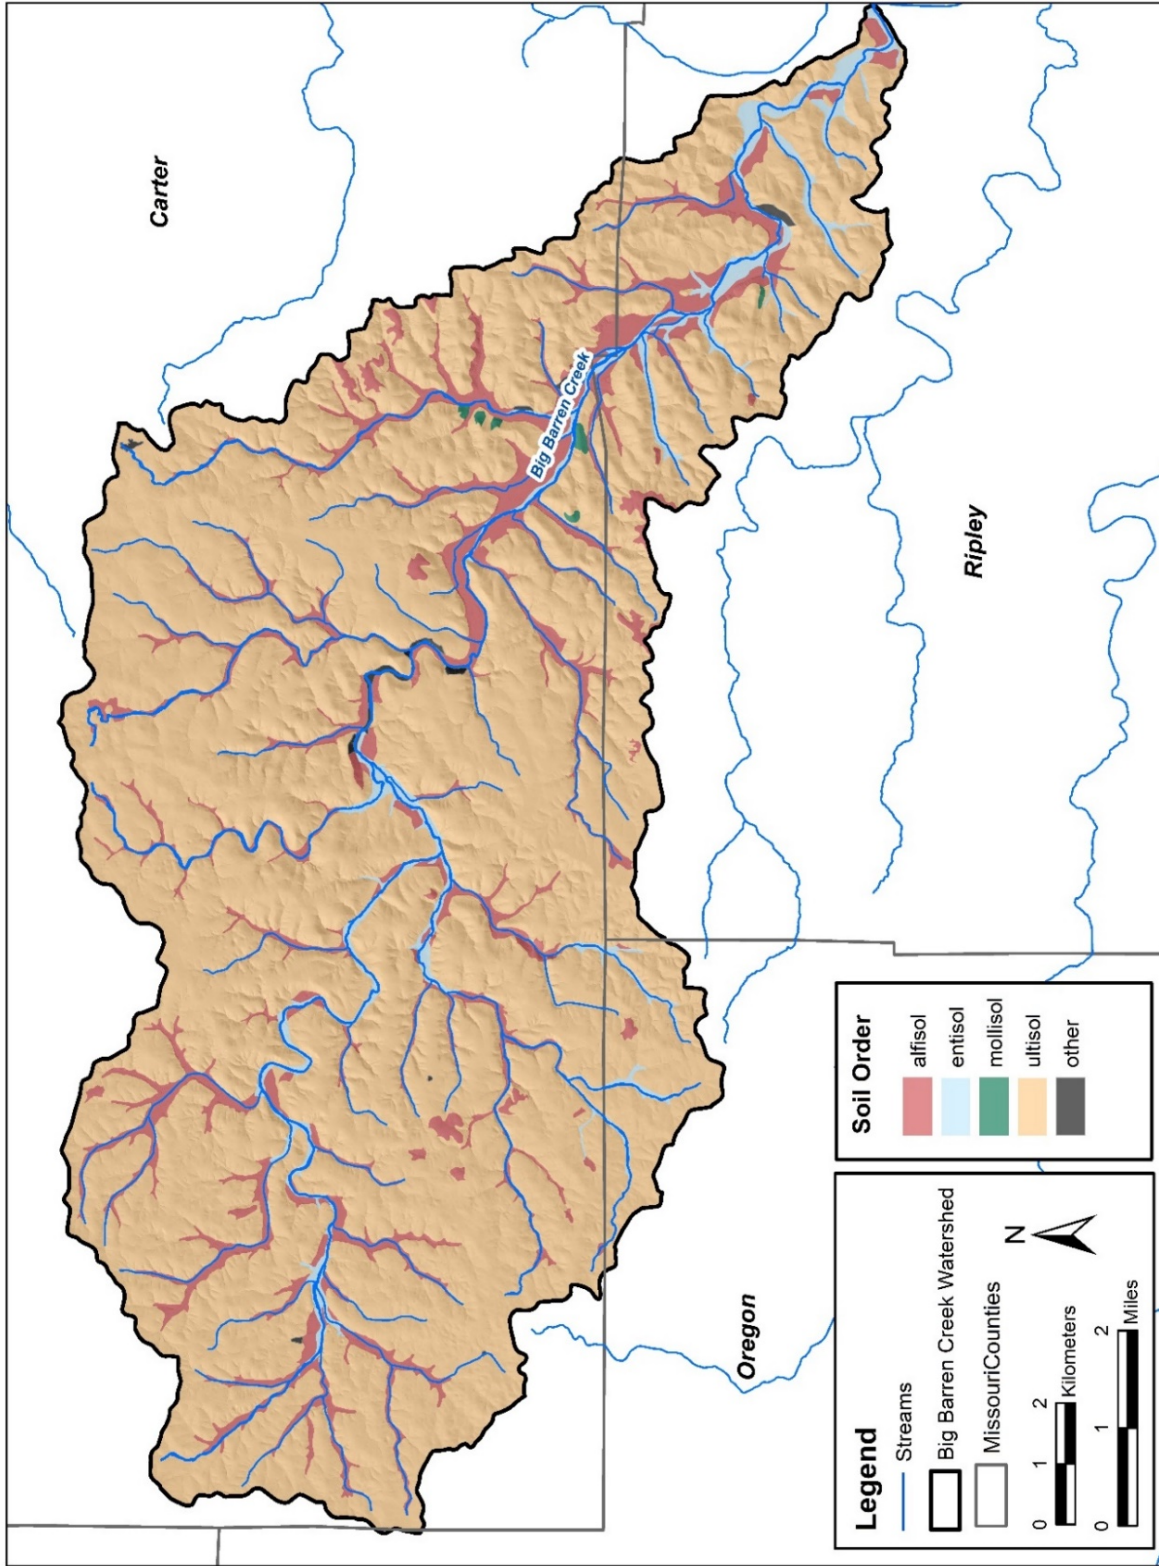 Carter
Big Barren Creek
Ripley
Oregon
Legend
Streams
Big Barren Creek Watershed
MissouriCounties
N
0 1 2
Kilometers
0 1 2
Miles
Soil Order
alfisol
entisol
mollisol
ultisol
other